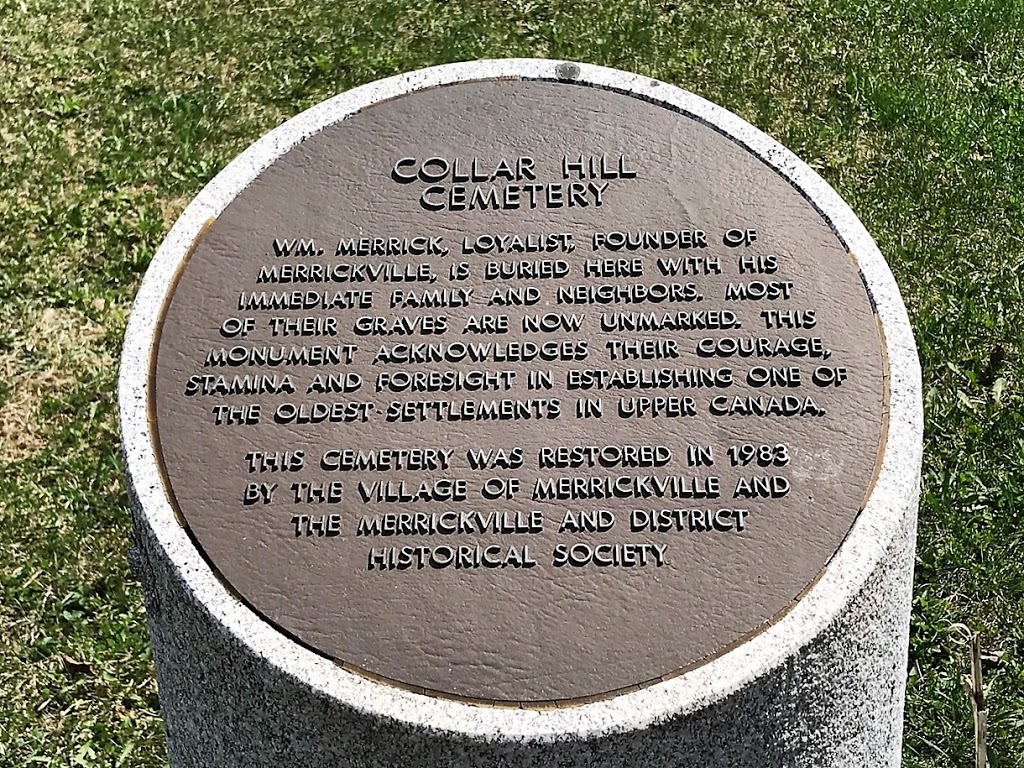 COLLAR HILL
CEMETERY
WM. MERRICK, LOYALIST, FOUNDER OF
MERRICKVILLE, IS BURIED HERE WITH HIS
IMMEDIATE FAMILY AND NEIGHBORS. MOST
OF THEIR GRAVES ARE NOW UNMARKED. THIS
MONUMENT ACKNOWLEDGES THEIR COURAGE,
STAMINA AND FORESIGHT IN ESTABLISHING ONE OF
THE OLDEST SETTLEMENTS IN UPPER CANADA.
THIS CEMETERY WAS RESTORED IN 1983
BY THE VILLAGE OF MERRICKVILLE AND
THE MERRICKVILLE AND DISTRICT
HISTORICAL SOCIETY.